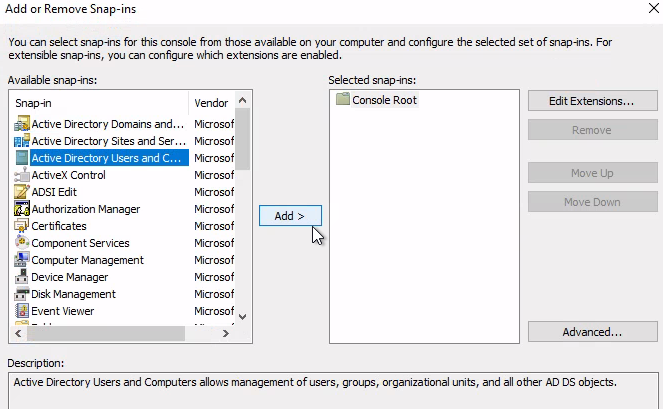 Add or Remove Snap-ins
You can select snap-ins for this console from those available on your computer and configure the selected set of snap-ins. For
extensible snap-ins, you can configure which extensions are enabled.
Available snap-ins:
Snap-in Vendor
Active Directory Domains and... Microsof
Active Directory Sites and Ser... Microsof
Active Directory Users and C... Microsof
ActiveX Control Microsof
ADSI Edit Microsof
Authorization Manager Microsof
Certificates Microsof
Component Services Microsof
Computer Management Microsof
Device Manager Microsof
Disk Management Microsof
Event Viewer Microsof
Add >
Selected snap-ins:
Console Root
Edit Extensions...
Remove
Move Up
Move Down
Advanced...
Description:
Active Directory Users and Computers allows management of users, groups, organizational units, and all other AD DS objects.